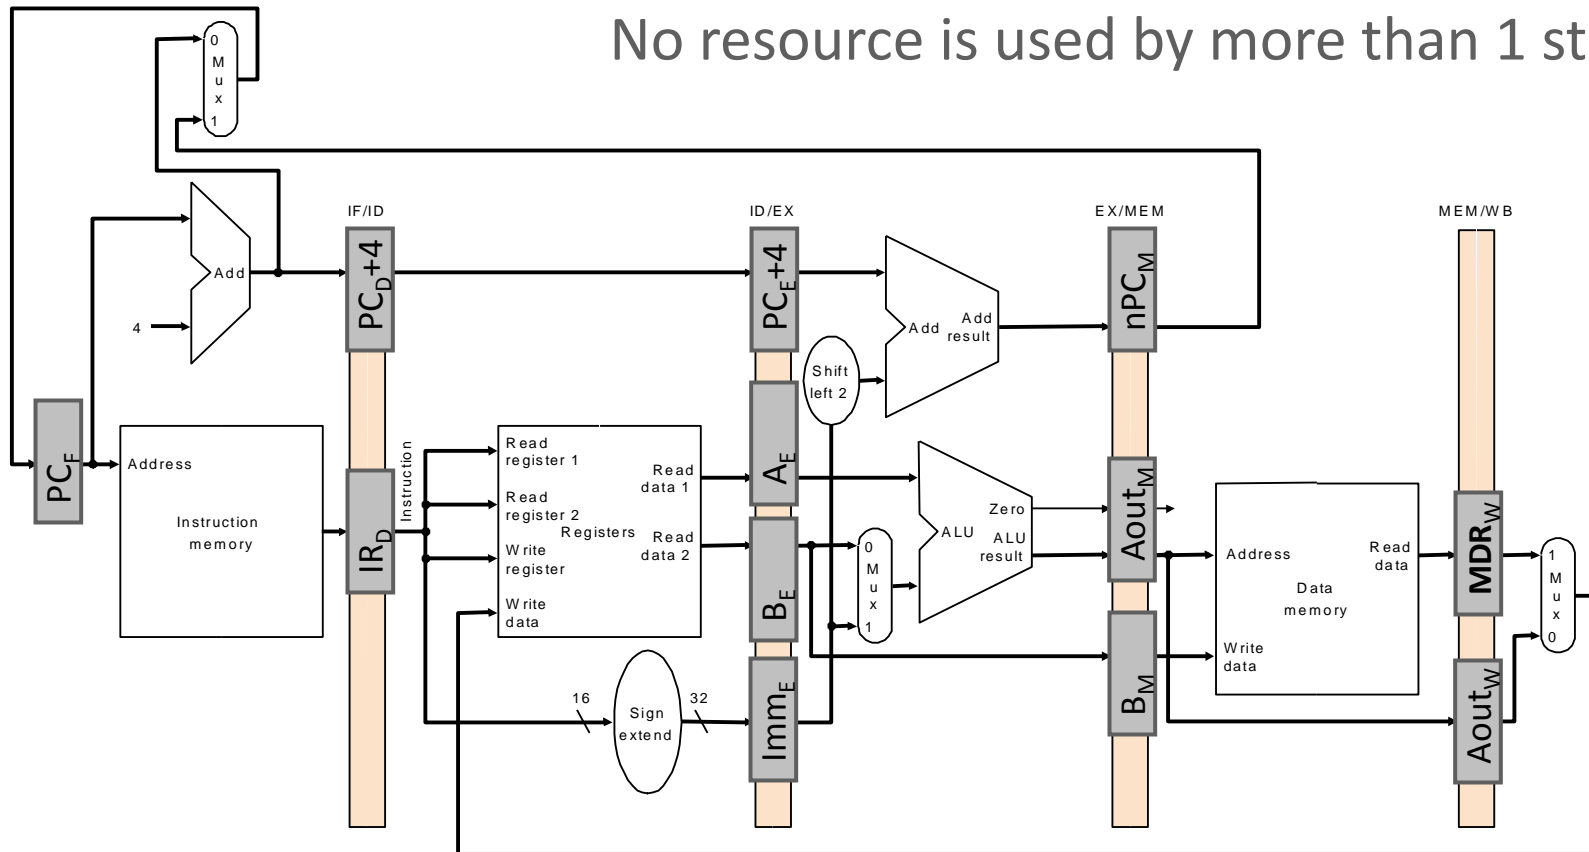 No resource is used by more than 1 st
0
M
u
x
1
IF/ID
ID/EX
EX/MEM
MEM/WB
PC_D+4
PC_E+4
nPC_M
Add
4
Add
Add
result
Shift
left 2
PC_F
Address
Instruction
memory
IR_D
Instruction
Read
register 1
Read
register 2
Write
register
Write
data
Registers
Read
data 1
Read
data 2
A_E
B_E
Imm_E
16
Sign
extend
32
0
M
u
x
1
Zero
ALU
ALU
result
Aout_M
B_M
Address
Write
data
Data
memory
Read
data
MDR_W
Aout_W
1
M
u
x
0